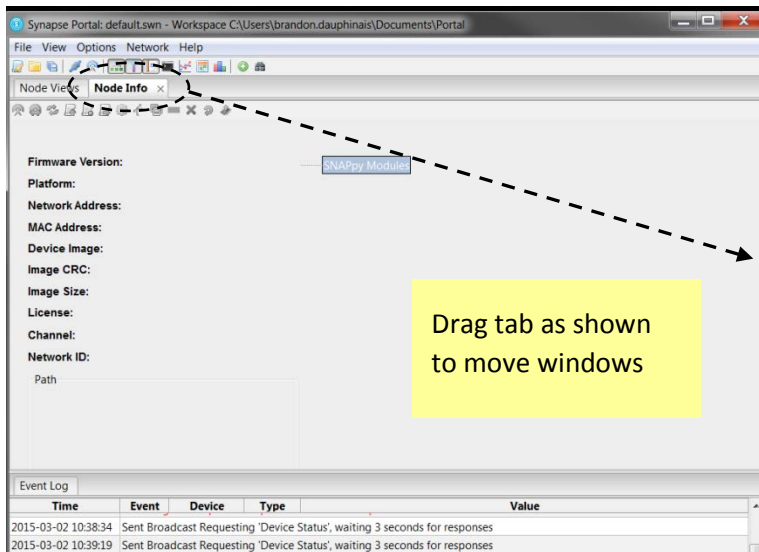 Synapse Portal: default.swn - Workspace C:\Users\brandon.dauphinais\Documents\Portal
File View Options Network Help
Node Views Node Info ×
Firmware Version:
SNAPpy Modules
Platform:
Network Address:
MAC Address:
Device Image:
Image CRC:
Image Size:
License:
Channel:
Network ID:
Path
Drag tab as shown
to move windows
Event Log
Time Event Device Type Value
2015-03-02 10:38:34 Sent Broadcast Requesting 'Device Status', waiting 3 seconds for responses
2015-03-02 10:39:19 Sent Broadcast Requesting 'Device Status', waiting 3 seconds for responses